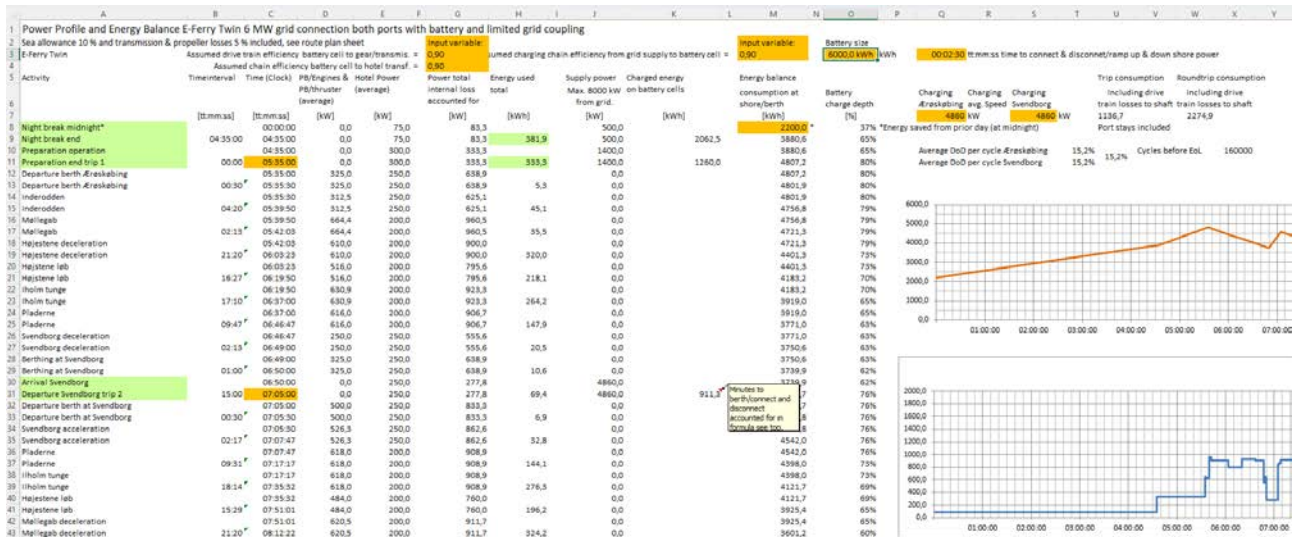 Power Profile and Energy Balance E-Ferry Twin 6 MW grid connection both ports with battery and limited grid coupling
Sea allowance 10 % and transmission & propeller losses 5 % included, see route plan sheet Input variable: Input variable: Battery size
E-Ferry Twin Assumed drive train efficiency battery cell to gear/transmis. = 0,90 umed charging chain efficiency from grid supply to battery cell = 0,90 6000,0 kWh kWh 00:02:30 tt:mm:ss time to connect & disconnet/ramp up & down shore power
Assumed chain efficiency battery cell to hotel transf. = 0,90
Activity Timeinterval Time (Clock) PB/Engines & PB/thruster (average) Hotel Power (average) Power total internal loss accounted for Energy used total Supply power Max. 8000 kW from grid. Charged energy on battery cells Energy balance consumption at shore/berth Battery charge depth
Charging Ærøskøbing Charging avg. Speed Charging Svendborg Trip consumption Including drive train losses to shaft Roundtrip consumption Including drive train losses to shaft
[tt:mm:ss] [tt:mm:ss] [kW] [kW] [kW] [kWh] [kW] [kWh] [kWh] [%] 4860 kW 4860 kW 1136,7 2274,9
Night break midnight* 00:00:00 0,0 75,0 83,3 500,0 2200,0 * 37% *Energy saved from prior day (at midnight) Port stays included
Night break end 04:35:00 04:35:00 0,0 75,0 83,3 381,9 500,0 2062,5 3880,6 65%
Preparation operation 04:35:00 0,0 300,0 333,3 1400,0 3880,6 65% Average DoD per cycle Ærøskøbing 15,2% 15,2% Cycles before EoL 160000
Preparation end trip 1 00:00 05:35:00 0,0 300,0 333,3 333,3 1400,0 1260,0 4807,2 80% Average DoD per cycle Svendborg 15,2%
Departure berth Ærøskøbing 05:35:00 325,0 250,0 638,9 0,0 4807,2 80%
Departure berth Ærøskøbing 00:30 05:35:30 325,0 250,0 638,9 5,3 0,0 4801,9 80%
Inderodden 05:35:30 312,5 250,0 625,1 0,0 4801,9 80%
Inderodden 04:20 05:39:50 312,5 250,0 625,1 45,1 0,0 4756,8 79%
Møllegab 05:39:50 664,4 200,0 960,5 0,0 4756,8 79%
Møllegab 02:13 05:42:03 664,4 200,0 960,5 35,5 0,0 4721,3 79%
Højestene deceleration 05:42:03 610,0 200,0 900,0 0,0 4721,3 79%
Højestene deceleration 21:20 06:03:23 610,0 200,0 900,0 320,0 0,0 4401,3 73%
Højstene løb 06:03:23 516,0 200,0 795,6 0,0 4401,3 73%
Højstene løb 16:27 06:19:50 516,0 200,0 795,6 218,1 0,0 4183,2 70%
Iholm tunge 06:19:50 630,9 200,0 923,3 0,0 4183,2 70%
Iholm tunge 17:10 06:37:00 630,9 200,0 923,3 264,2 0,0 3919,0 65%
Pladerne 06:37:00 616,0 200,0 906,7 0,0 3919,0 65%
Pladerne 09:47 06:46:47 616,0 200,0 906,7 147,9 0,0 3771,0 63%
Svendborg deceleration 06:46:47 250,0 250,0 555,6 0,0 3771,0 63%
Svendborg deceleration 02:13 06:49:00 250,0 250,0 555,6 20,5 0,0 3750,6 63%
Berthing at Svendborg 06:49:00 325,0 250,0 638,9 0,0 3750,6 63%
Berthing at Svendborg 01:00 06:50:00 325,0 250,0 638,9 10,6 0,0 3739,9 62%
Arrival Svendborg 06:50:00 0,0 250,0 277,8 4860,0 3739,9 62%
Departure Svendborg trip 2 15:00 07:05:00 0,0 250,0 277,8 69,4 4860,0 911,3 76%
Minutes to berth/connect and disconnect accounted for in formula see too.
Departure berth at Svendborg 07:05:00 500,0 250,0 833,3 0,0 76%
Departure berth at Svendborg 00:30 07:05:30 500,0 250,0 833,3 6,9 0,0 76%
Svendborg acceleration 07:05:30 526,3 250,0 862,6 0,0 76%
Svendborg acceleration 02:17 07:07:47 526,3 250,0 862,6 32,8 0,0 4542,0 76%
Pladerne 07:07:47 618,0 200,0 908,9 0,0 4542,0 76%
Pladerne 09:31 07:17:17 618,0 200,0 908,9 144,1 0,0 4398,0 73%
Iholm tunge 07:17:17 618,0 200,0 908,9 0,0 4398,0 73%
Iholm tunge 18:14 07:35:32 618,0 200,0 908,9 276,3 0,0 4121,7 69%
Højestene løb 07:35:32 484,0 200,0 760,0 0,0 4121,7 69%
Højestene løb 15:29 07:51:01 484,0 200,0 760,0 196,2 0,0 3925,4 65%
Møllegab deceleration 07:51:01 620,5 200,0 911,7 0,0 3925,4 65%
Møllegab deceleration 21:20 08:12:22 620,5 200,0 911,7 324,2 0,0 3601,2 60%
6000,0
5000,0
4000,0
3000,0
2000,0
1000,0
0,0
01:00:00 02:00:00 03:00:00 04:00:00 05:00:00 06:00:00
2000,0
1800,0
1600,0
1400,0
1200,0
1000,0
800,0
600,0
400,0
200,0
0,0
01:00:00 02:00:00 03:00:00 04:00:00 05:00:00 06:00:00